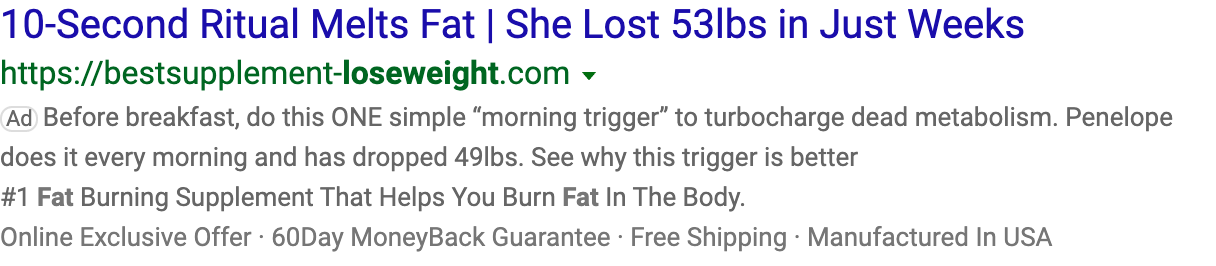 10-Second Ritual Melts Fat | She Lost 53lbs in Just Weeks
https://bestsupplement-loseweight.com
Ad Before breakfast, do this ONE simple “morning trigger” to turbocharge dead metabolism. Penelope
does it every morning and has dropped 49lbs. See why this trigger is better
#1 Fat Burning Supplement That Helps You Burn Fat In The Body.
Online Exclusive Offer · 60Day MoneyBack Guarantee · Free Shipping · Manufactured In USA